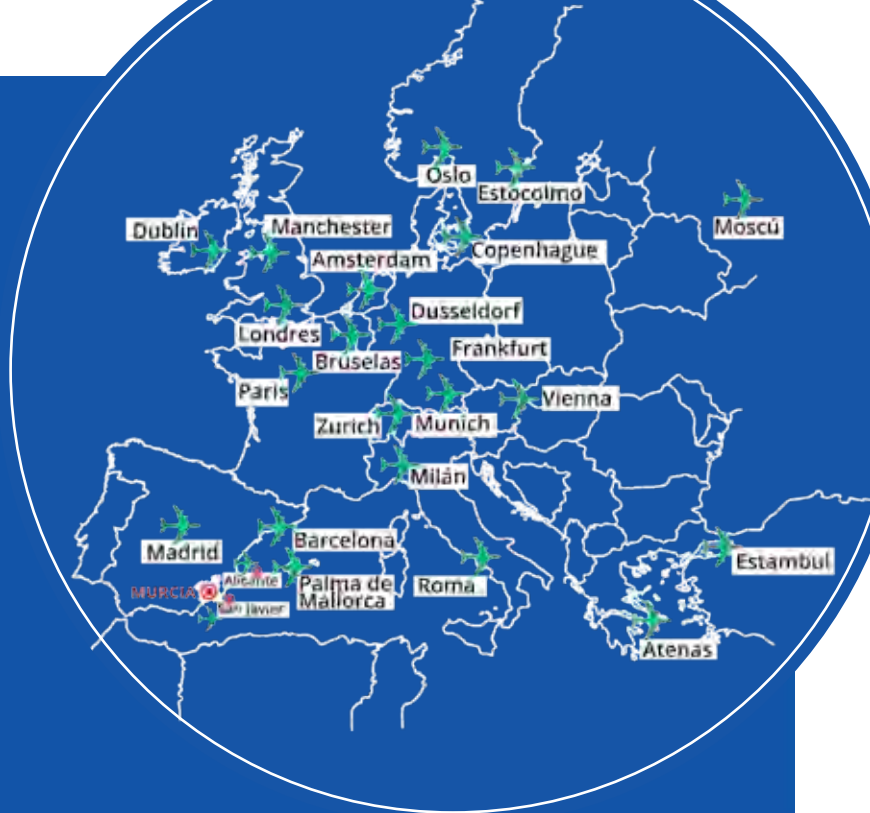 Oslo
Estocolmo
Moscú
Dublin
Manchester
Copenhague
Amsterdam
Dusseldorf
Londres
Frankfurt
Bruselas
Paris
Vienna
Zurich
Munich
Milán
Barcelona
Madrid
Estambul
Alicante
Palma de
Mallorca
Roma
MURCIA
San Javier
Atenas